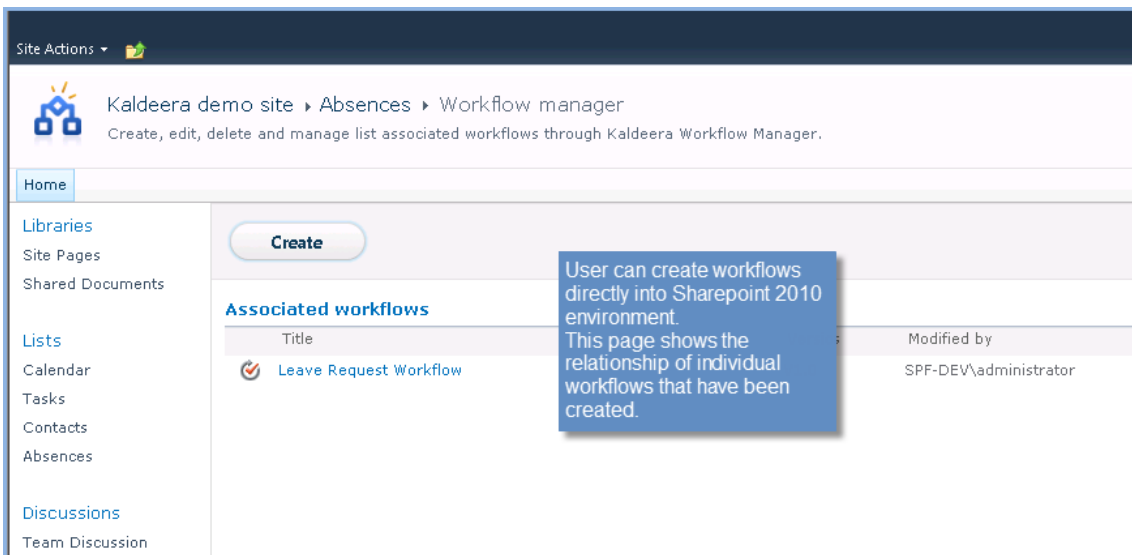 Site Actions
Kaldeera demo site ▸ Absences ▸ Workflow manager
Create, edit, delete and manage list associated workflows through Kaldeera Workflow Manager.
Home
Libraries
Site Pages
Shared Documents
Lists
Calendar
Tasks
Contacts
Absences
Discussions
Team Discussion
Create
Associated workflows
Title
Modified by
Leave Request Workflow
SPF-DEV\administrator
User can create workflows
directly into Sharepoint 2010
environment.
This page shows the
relationship of individual
workflows that have been
created.